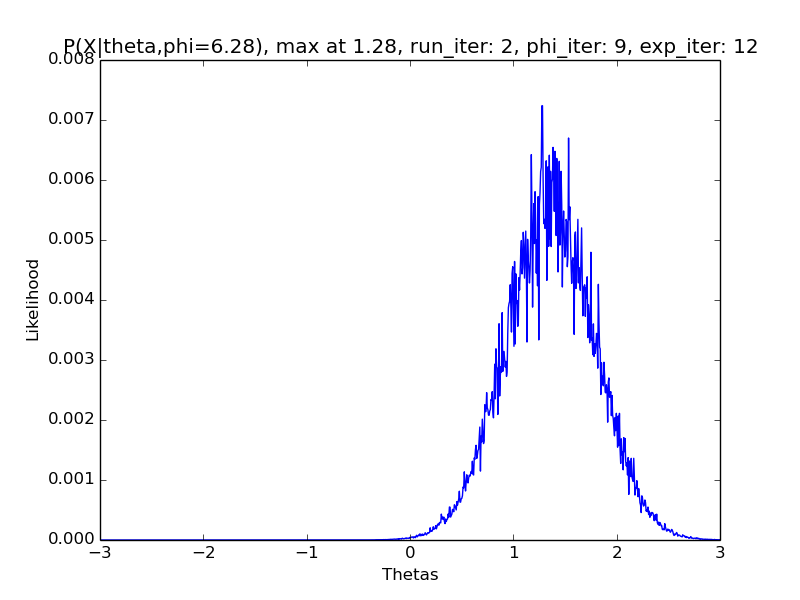 P(X|theta,phi=6.28), max at 1.28, run_iter: 2, phi_iter: 9, exp_iter: 12
0.008
0.007
0.006
0.005
0.004
0.003
0.002
0.001
0.000
Likelihood
−3 −2 −1 0 1 2 3
Thetas